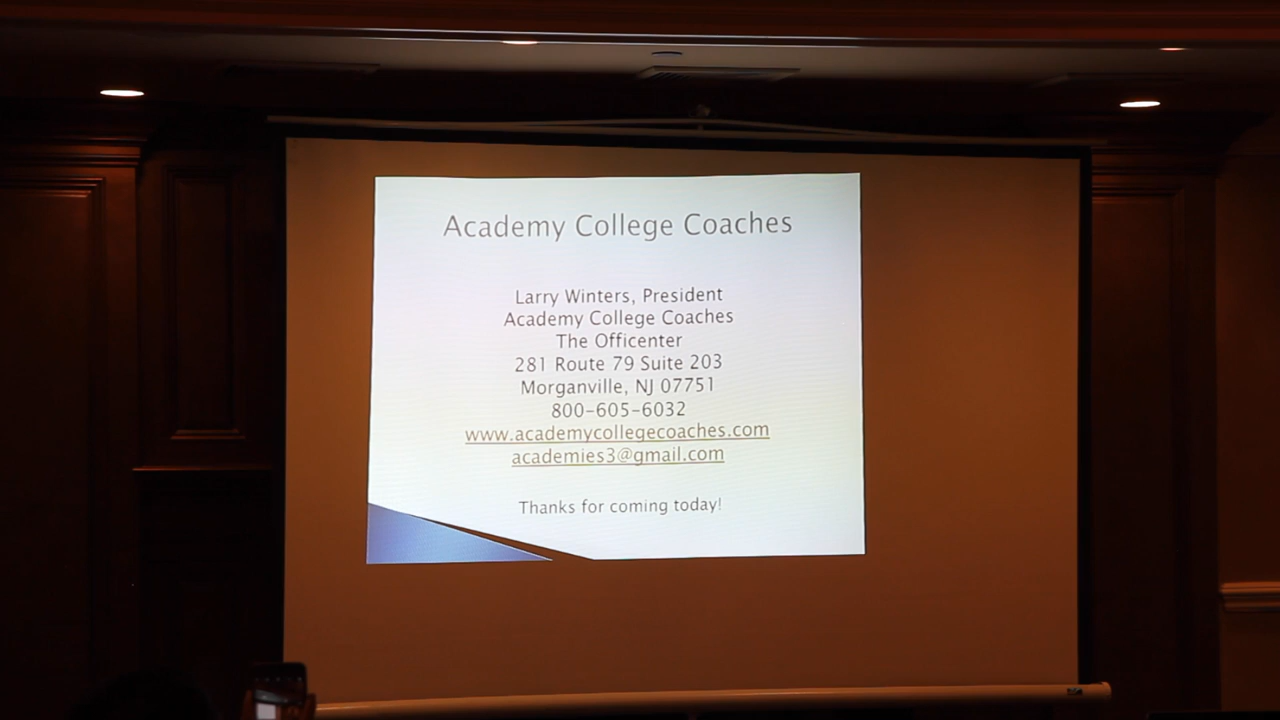 Academy College Coaches
Larry Winters, President
Academy College Coaches
The Officenter
281 Route 79 Suite 203
Morganville, NJ 07751
800-605-6032
www.academycollegecoaches.com
academies3@gmail.com
Thanks for coming today!